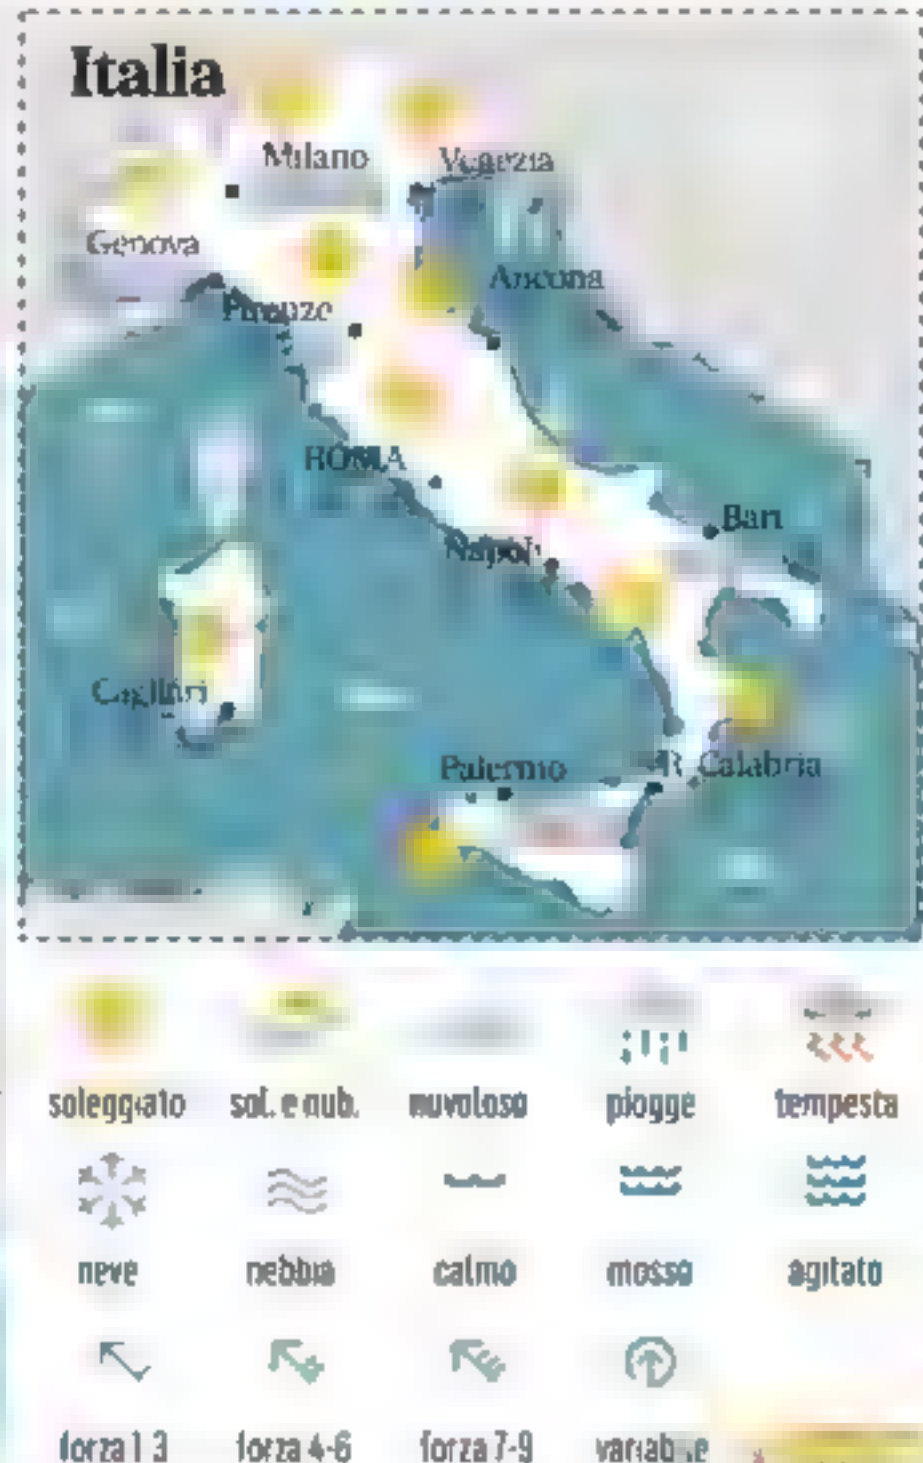 Italia
Milano
Venezia
Genova
Ancona
Firenze
ROMA
Bari
Napoli
Cagliari
Palermo
R. Calabria
soleggiato sol. e nub. nuvoloso piogge tempesta
neve nebbia calmo mosso agitato
forza 1-3 forza 4-6 forza 7-9 variabile